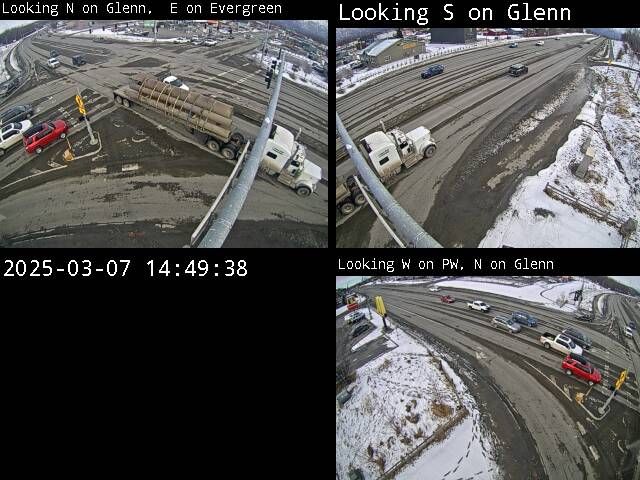 Looking N on Glenn, E on Evergreen
Looking S on Glenn
2025-03-07 14:49:38
Looking W on PW, N on Glenn